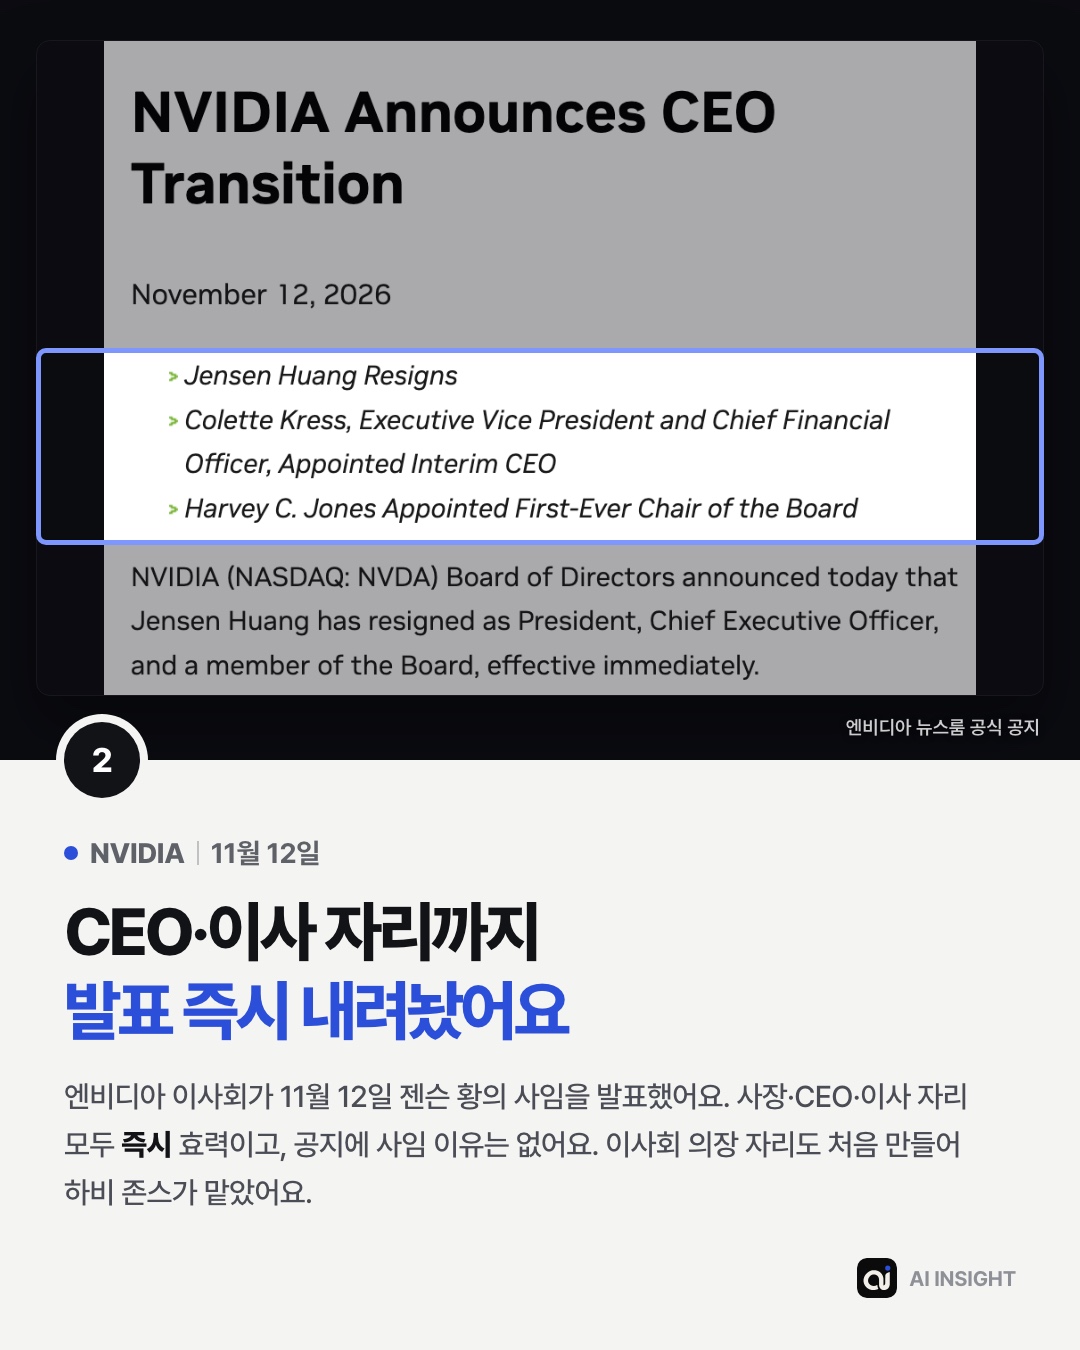 NVIDIA Announces CEO
Transition
November 12, 2026
> Jensen Huang Resigns
> Colette Kress, Executive Vice President and Chief Financial
Officer, Appointed Interim CEO
> Harvey C. Jones Appointed First-Ever Chair of the Board
NVIDIA (NASDAQ: NVDA) Board of Directors announced today that
Jensen Huang has resigned as President, Chief Executive Officer,
and a member of the Board, effective immediately.
엔비디아 뉴스룸 공식 공지
2
NVIDIA | 11월 12일
CEO·이사 자리까지
발표 즉시 내려놨어요
엔비디아 이사회가 11월 12일 젠슨 황의 사임을 발표했어요. 사장·CEO·이사 자리
모두 즉시 효력이고, 공지에 사임 이유는 없어요. 이사회 의장 자리도 처음 만들어
하비 존스가 맡았어요.
ai AI INSIGHT